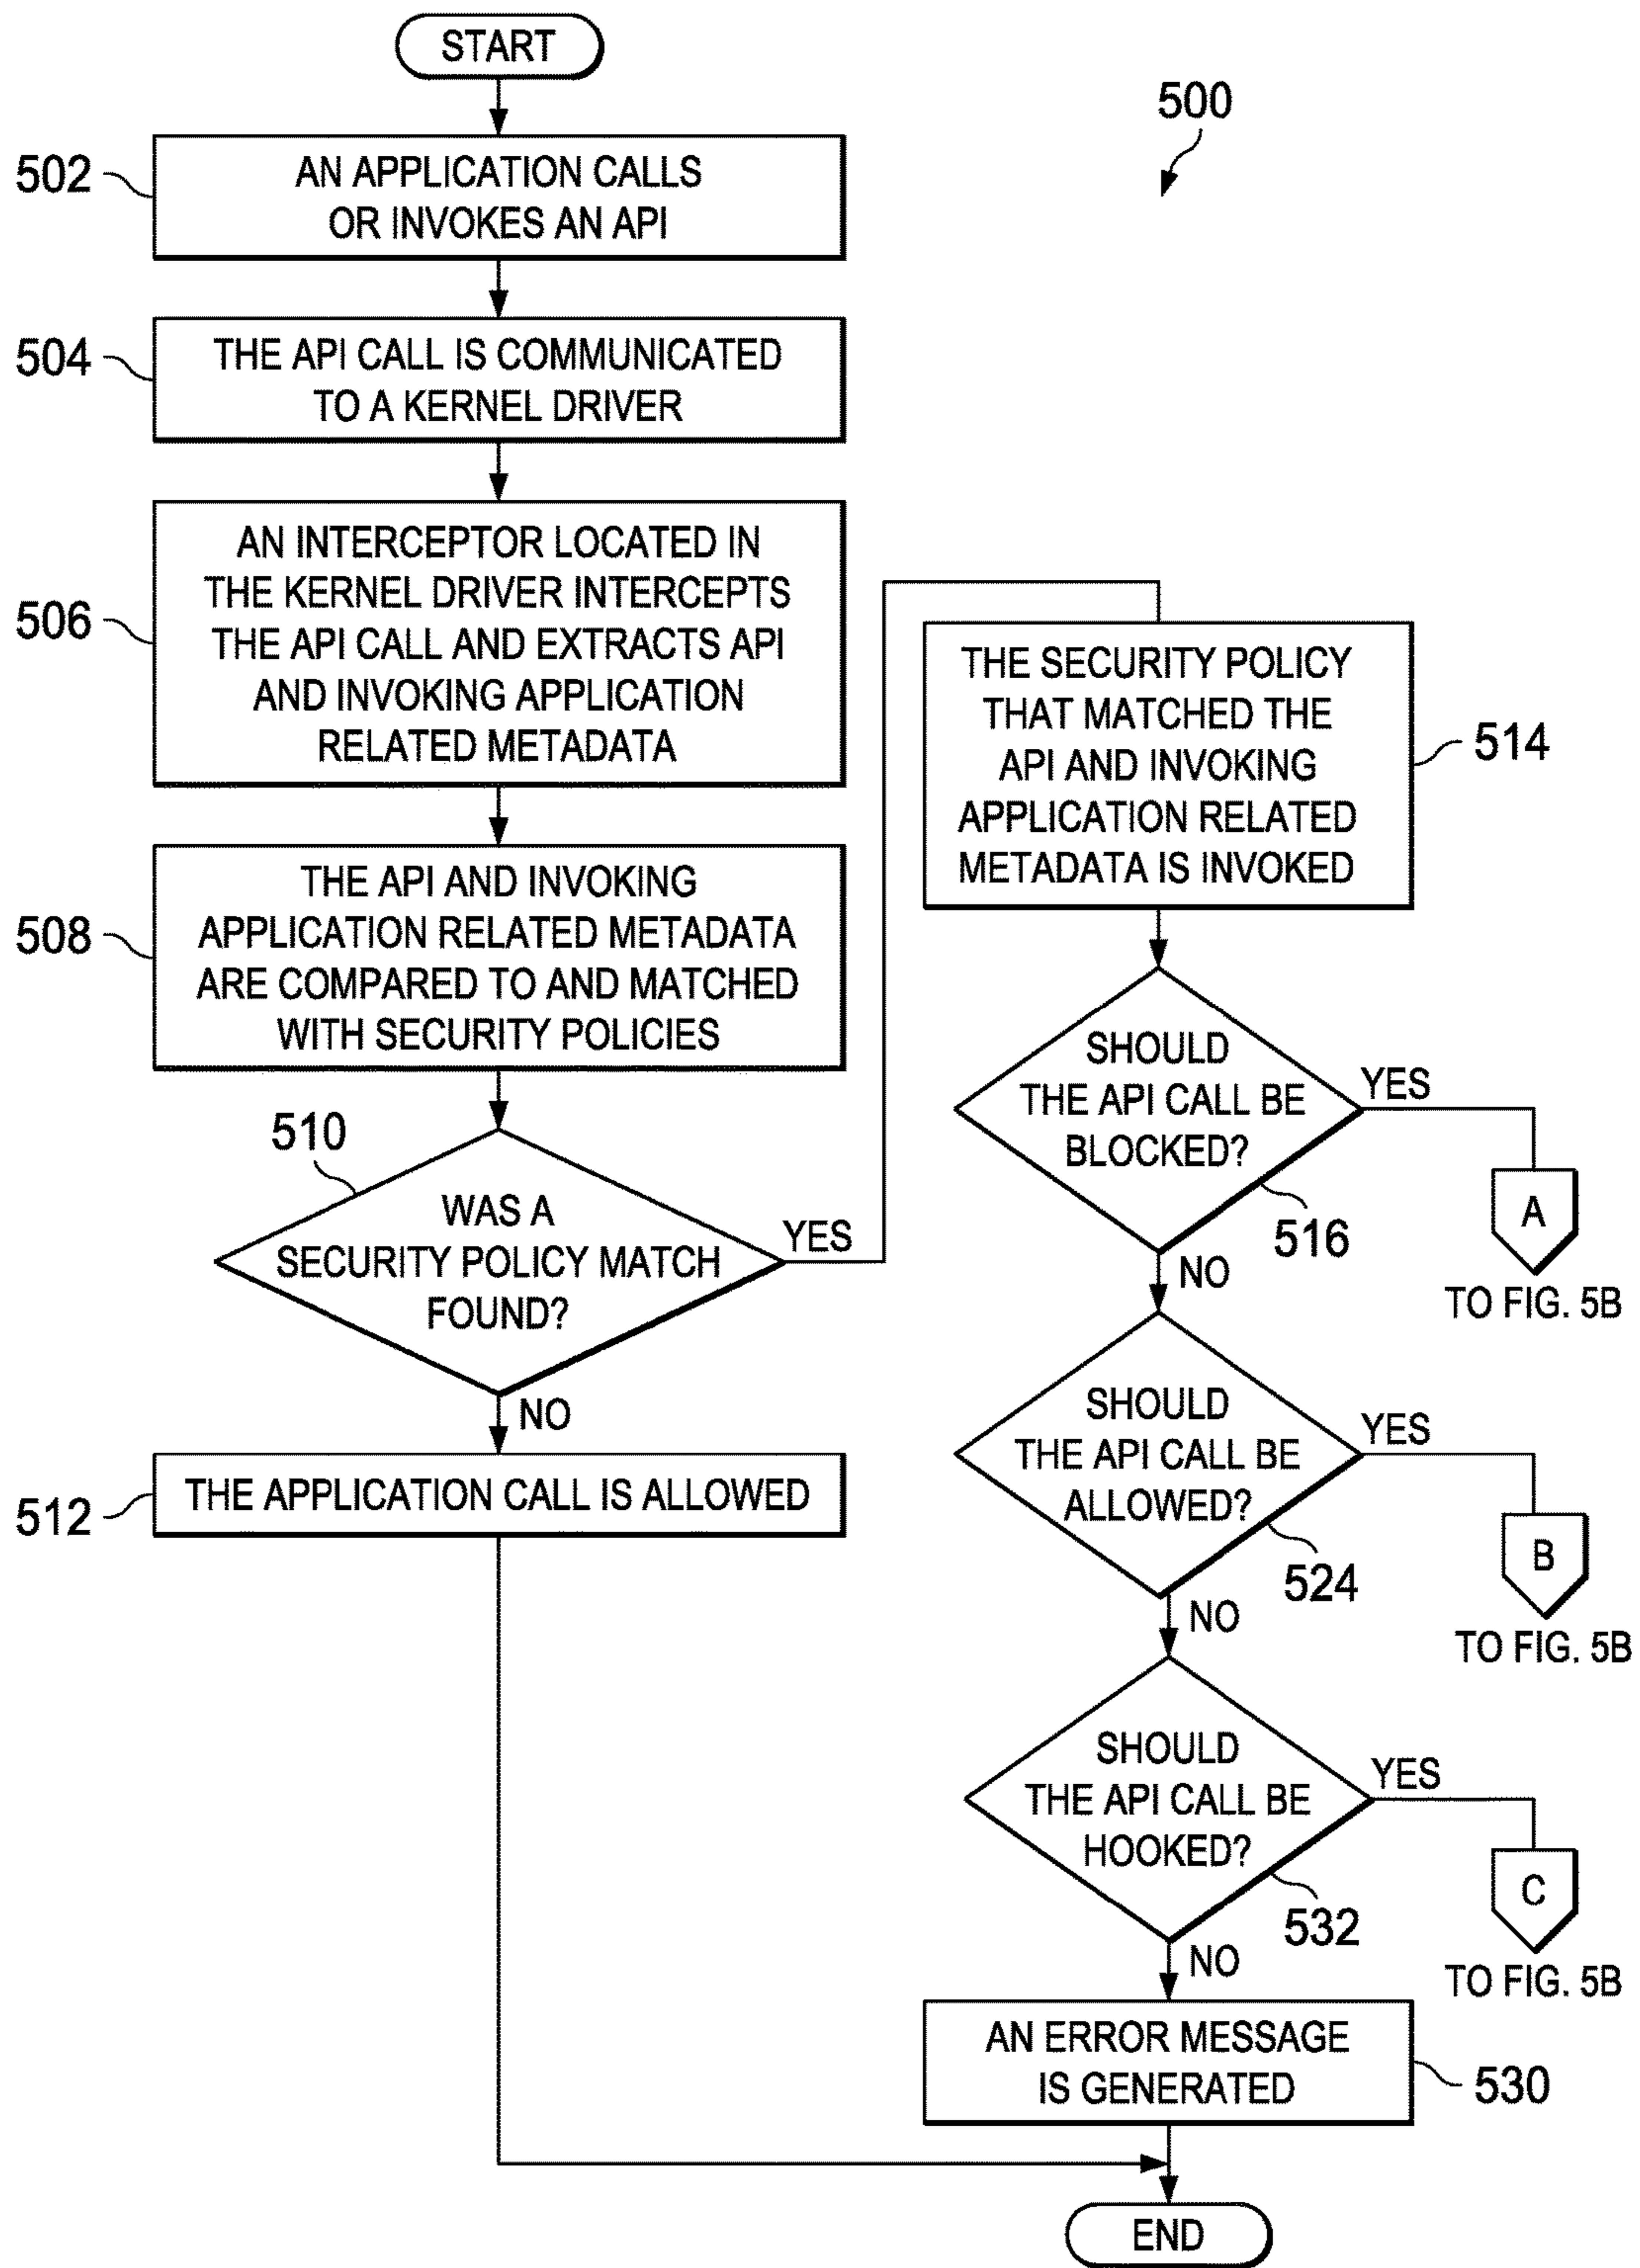 START
500
502
AN APPLICATION CALLS
OR INVOKES AN API
504
THE API CALL IS COMMUNICATED
TO A KERNEL DRIVER
506
AN INTERCEPTOR LOCATED IN
THE KERNEL DRIVER INTERCEPTS
THE API CALL AND EXTRACTS API
AND INVOKING APPLICATION
RELATED METADATA
508
THE API AND INVOKING
APPLICATION RELATED METADATA
ARE COMPARED TO AND MATCHED
WITH SECURITY POLICIES
510
WAS A
SECURITY POLICY MATCH
FOUND?
YES
NO
512
THE APPLICATION CALL IS ALLOWED
THE SECURITY POLICY
THAT MATCHED THE
API AND INVOKING
APPLICATION RELATED
METADATA IS INVOKED
514
SHOULD
THE API CALL BE
BLOCKED?
YES
516
A
TO FIG. 5B
NO
SHOULD
THE API CALL BE
ALLOWED?
YES
524
B
TO FIG. 5B
NO
SHOULD
THE API CALL BE
HOOKED?
YES
532
C
TO FIG. 5B
NO
AN ERROR MESSAGE
IS GENERATED
530
END